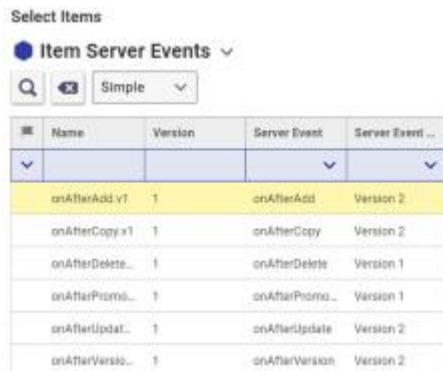 Select Items
Item Server Events
Simple
Name Version Server Event Server Event ...
onAfterAdd.v1 1 onAfterAdd Version 2
onAfterCopy.v1 1 onAfterCopy Version 2
onAfterDelete... 1 onAfterDelete Version 1
onAfterPromo... 1 onAfterPromo... Version 1
onAfterUpdat... 1 onAfterUpdate Version 2
onAfterVersio... 1 onAfterVersion Version 2